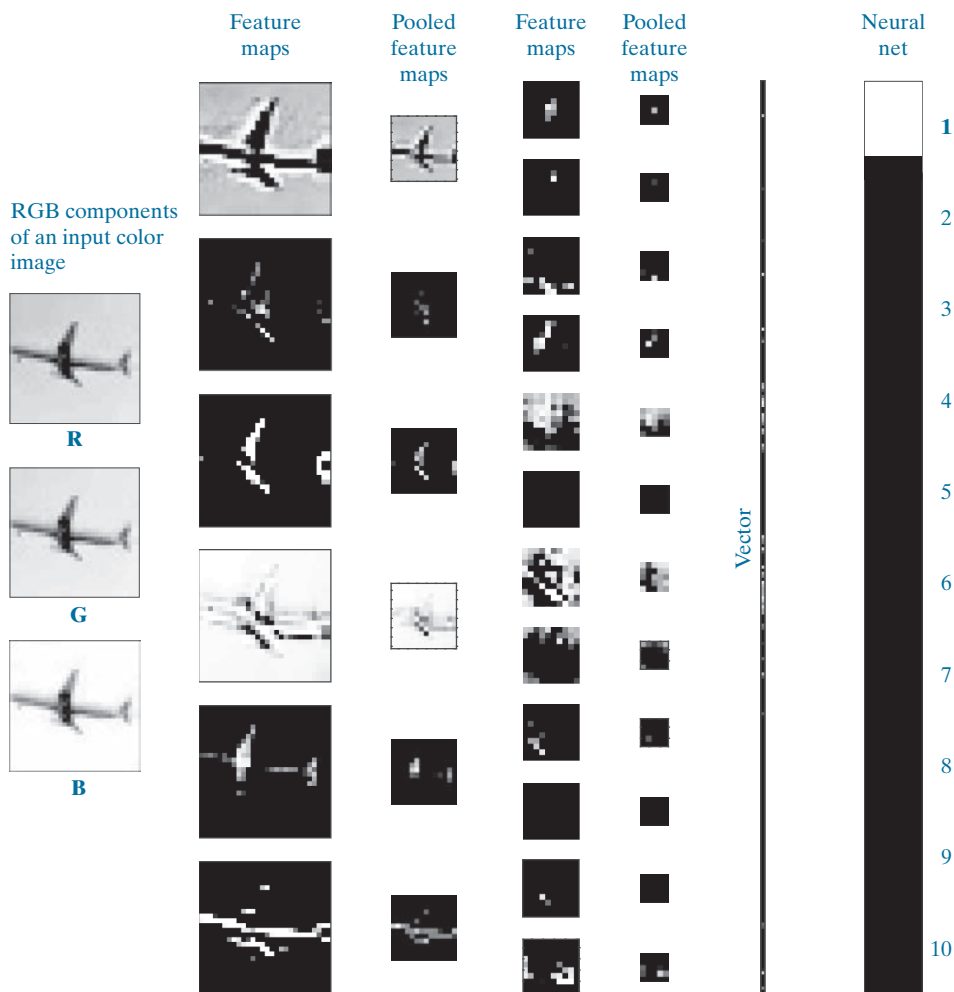 Feature
maps
Pooled
feature
maps
Feature
maps
Pooled
feature
maps
Neural
net
RGB components
of an input color
image
R
G
B
Vector
1
2
3
4
5
6
7
8
9
10